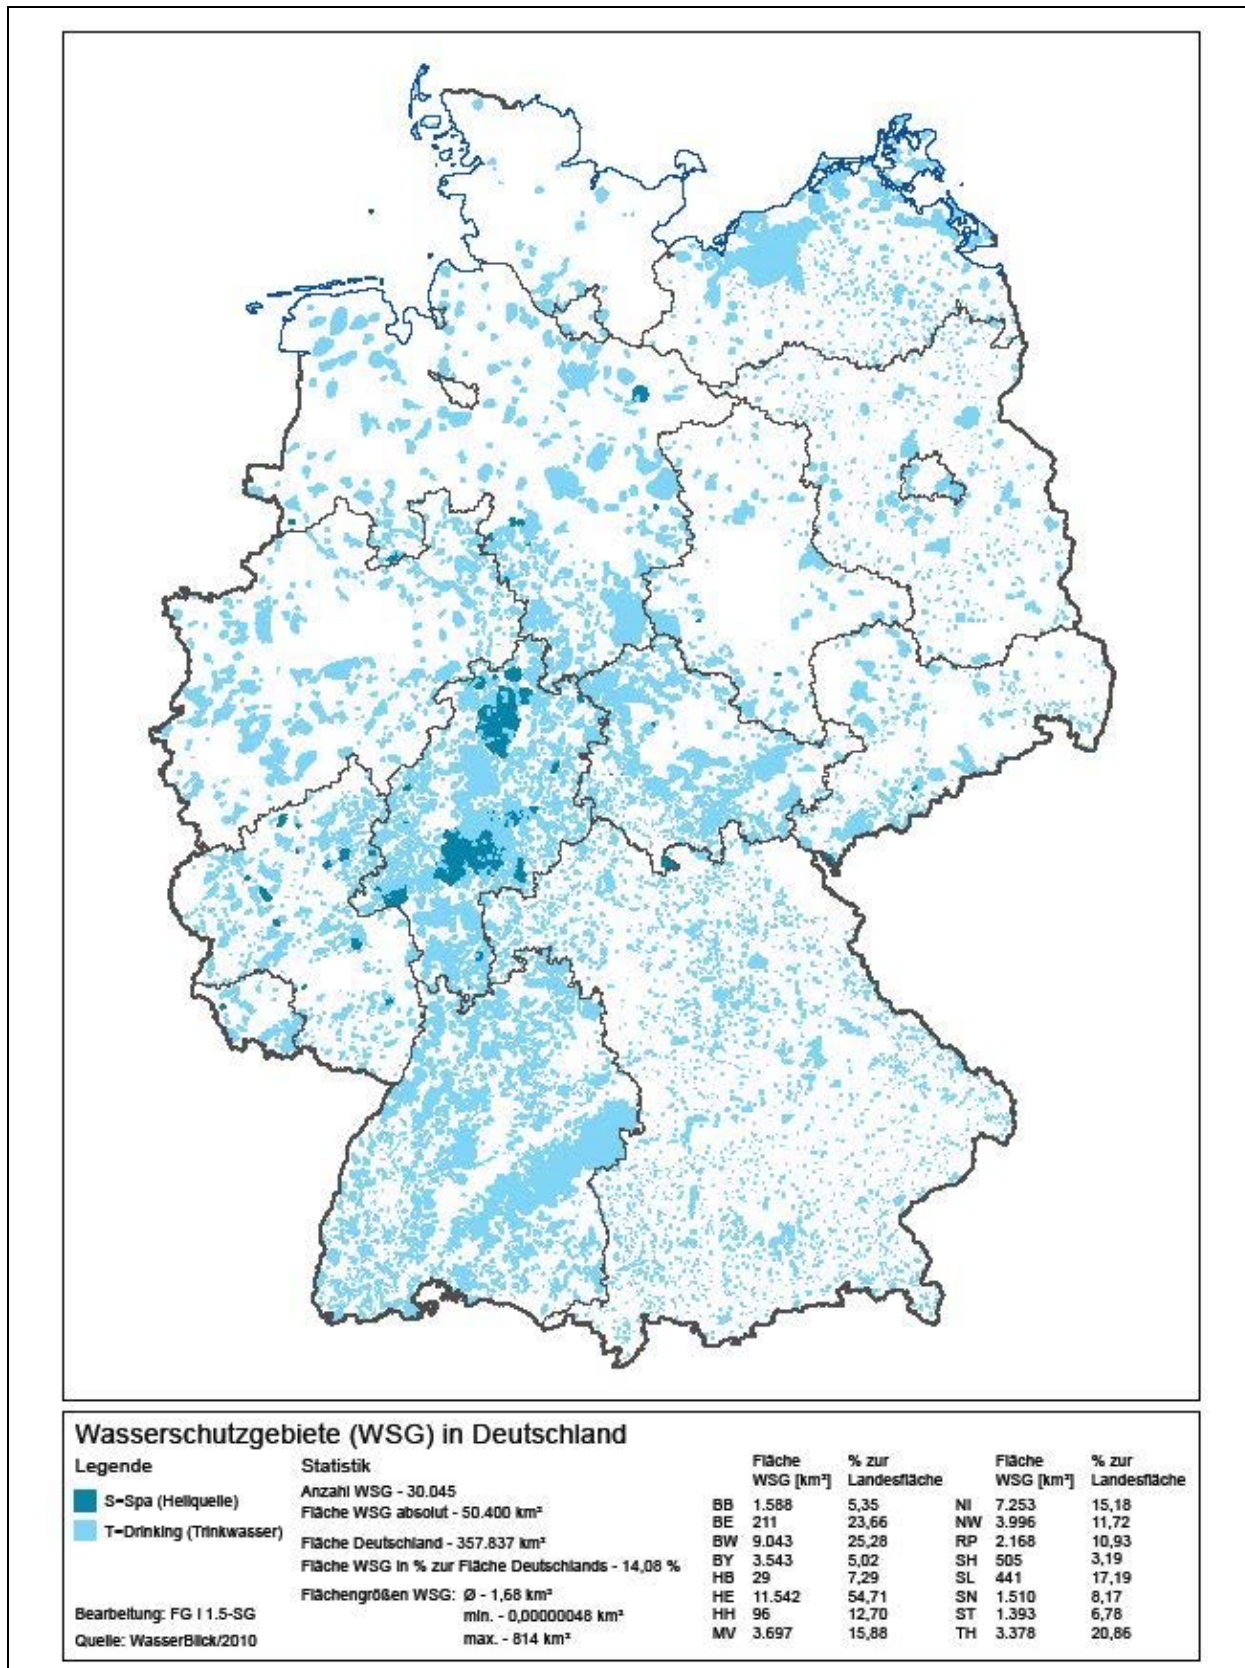 Wasserschutzgebiete (WSG) in Deutschland
Legende
S=Spa (Heilquelle)
T=Drinking (Trinkwasser)
Bearbeitung: FG I 1.5-SG
Quelle: WasserBlick/2010
Statistik
Anzahl WSG - 30.045
Fläche WSG absolut - 50.400 km²
Fläche Deutschland - 357.837 km²
Fläche WSG in % zur Fläche Deutschlands - 14,08 %
Flächengrößen WSG: Ø - 1,68 km²
min. - 0,00000048 km²
max. - 814 km²
Fläche WSG [km²] % zur Landesfläche
BB 1.588 5,35
BE 211 23,66
BW 9.043 25,28
BY 3.543 5,02
HB 29 7,29
HE 11.542 54,71
HH 96 12,70
MV 3.697 15,88
Fläche WSG [km²] % zur Landesfläche
NI 7.253 15,18
NW 3.996 11,72
RP 2.168 10,93
SH 505 3,19
SL 441 17,19
SN 1.510 8,17
ST 1.393 6,78
TH 3.378 20,86